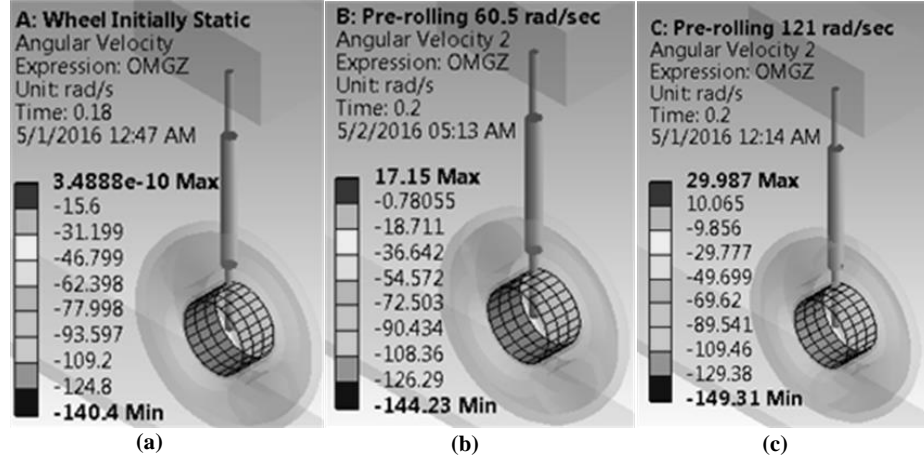 A: Wheel Initially Static
Angular Velocity
Expression: OMGZ
Unit: rad/s
Time: 0.18
5/1/2016 12:47 AM
3.4888e-10 Max
-15.6
-31.199
-46.799
-62.398
-77.998
-93.597
-109.2
-124.8
-140.4 Min
(a)
B: Pre-rolling 60.5 rad/sec
Angular Velocity 2
Expression: OMGZ
Unit: rad/s
Time: 0.2
5/2/2016 05:13 AM
17.15 Max
-0.78055
-18.711
-36.642
-54.572
-72.503
-90.434
-108.36
-126.29
-144.23 Min
(b)
C: Pre-rolling 121 rad/sec
Angular Velocity 2
Expression: OMGZ
Unit: rad/s
Time: 0.2
5/1/2016 12:14 AM
29.987 Max
10.065
-9.856
-29.777
-49.699
-69.62
-89.541
-109.46
-129.38
-149.31 Min
(c)